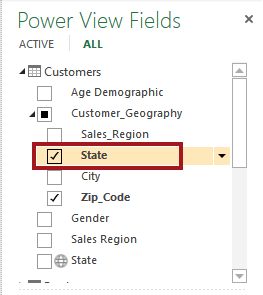 Power View Fields
ACTIVE ALL
Customers
Age Demographic
Customer_Geography
Sales_Region
State
City
Zip_Code
Gender
Sales Region
State